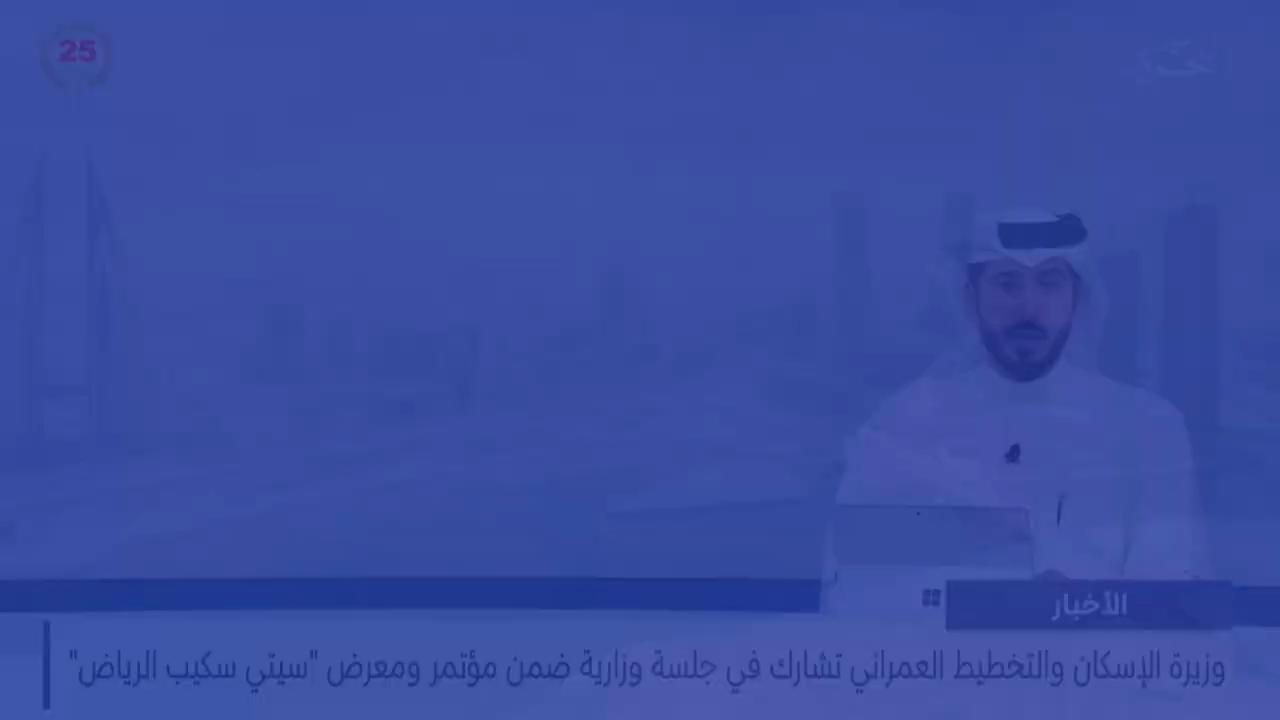 25
الأخبار
وزيرة الإسكان والتخطيط العمراني تشارك في جلسة وزارية ضمن مؤتمر ومعرض "سيتي سكيب الرياض"